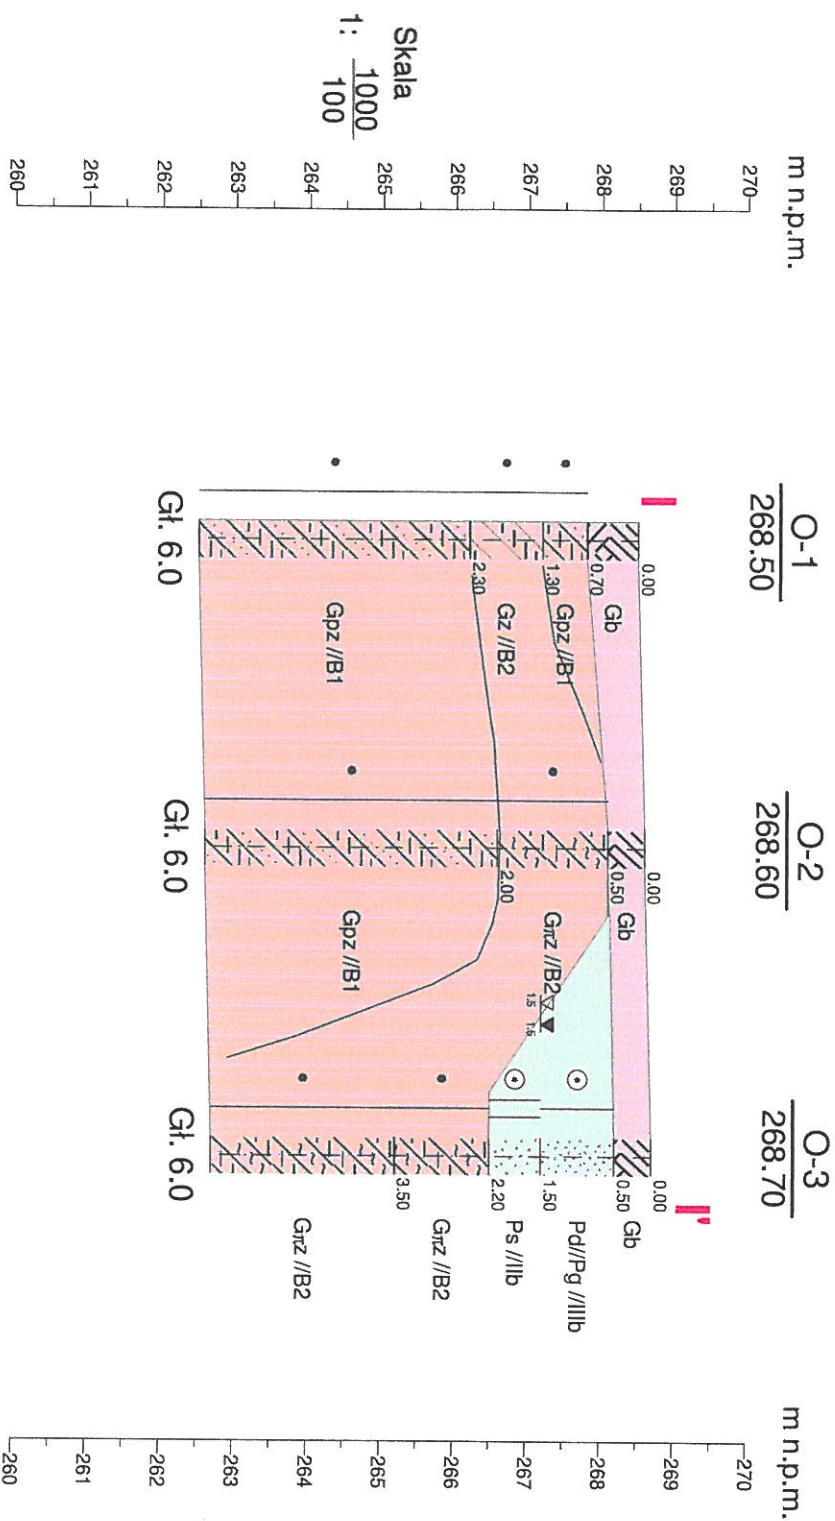 Skala
1: 1000
100
m n.p.m.
270
269
268
267
266
265
264
263
262
261
260
O-1
268.50
0.00
Gb
0.70
Gpz //B1
1.30
Gz //B2
2.30
Gpz //B1
Gł. 6.0
O-2
268.60
0.00
Gb
0.50
Gπz //B2
2.00
Gpz //B1
Gł. 6.0
1.5
1.6
O-3
268.70
0.00
Gb
0.50
Pd//Pg //IIIb
1.50
Ps //IIb
2.20
Gπz //B2
3.50
Gπz //B2
Gł. 6.0
m n.p.m.
270
269
268
267
266
265
264
263
262
261
260